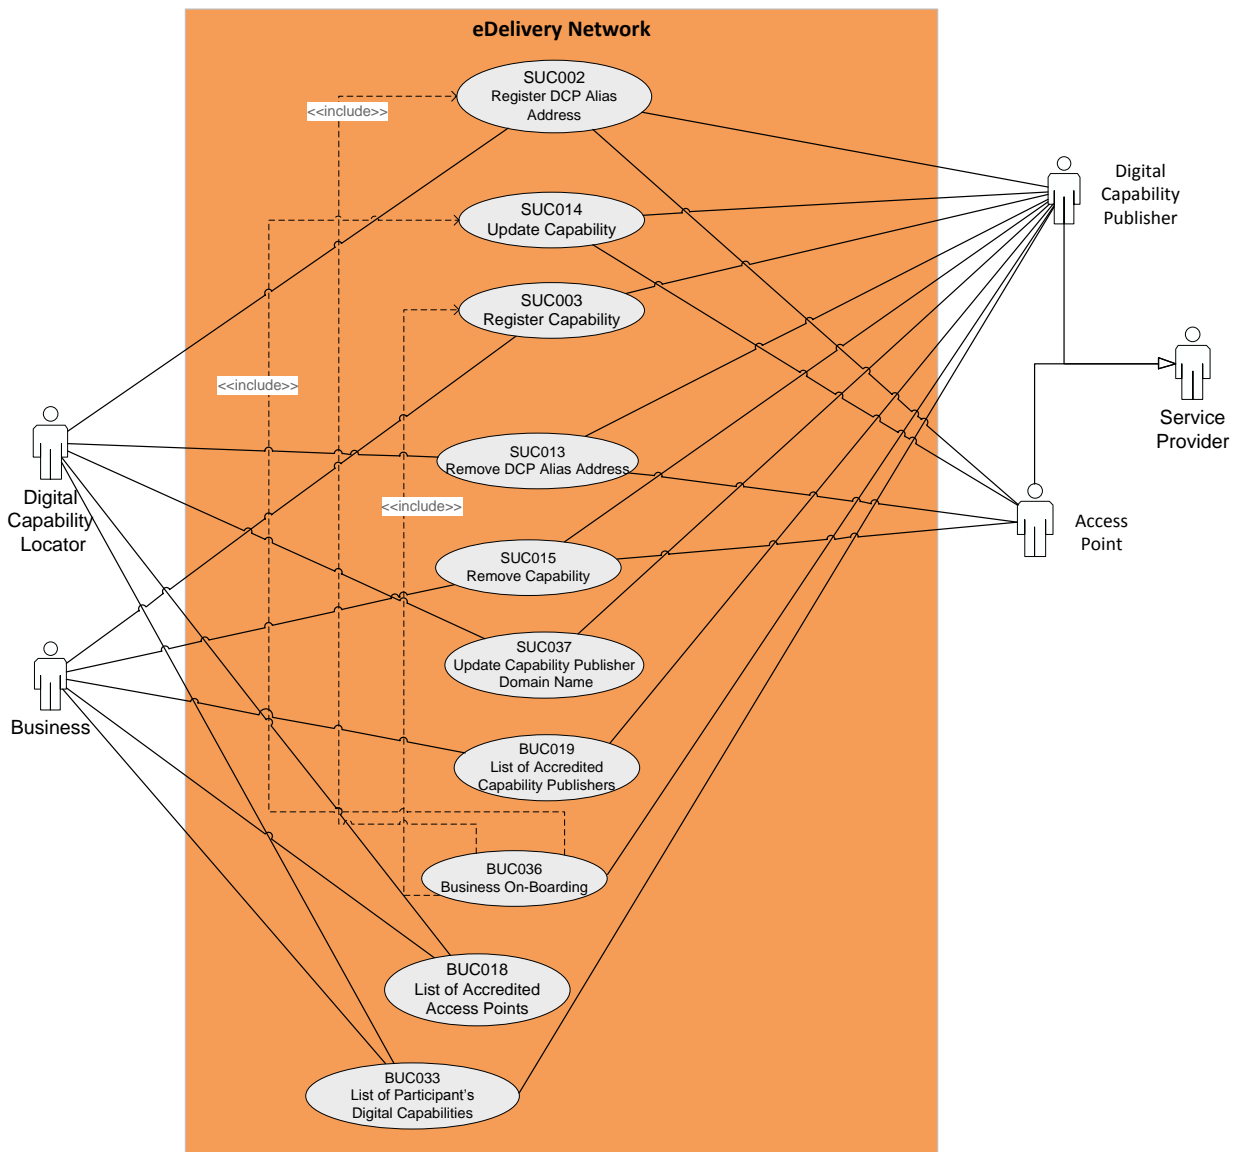 eDelivery Network
SUC002
Register DCP Alias
Address
<<include>>
Digital
Capability
Publisher
SUC014
Update Capability
SUC003
Register Capability
<<include>>
Service
Provider
Digital
Capability
Locator
SUC013
Remove DCP Alias Address
<<include>>
Access
Point
SUC015
Remove Capability
SUC037
Update Capability Publisher
Domain Name
Business
BUC019
List of Accredited
Capability Publishers
BUC036
Business On-Boarding
BUC018
List of Accredited
Access Points
BUC033
List of Participant's
Digital Capabilities